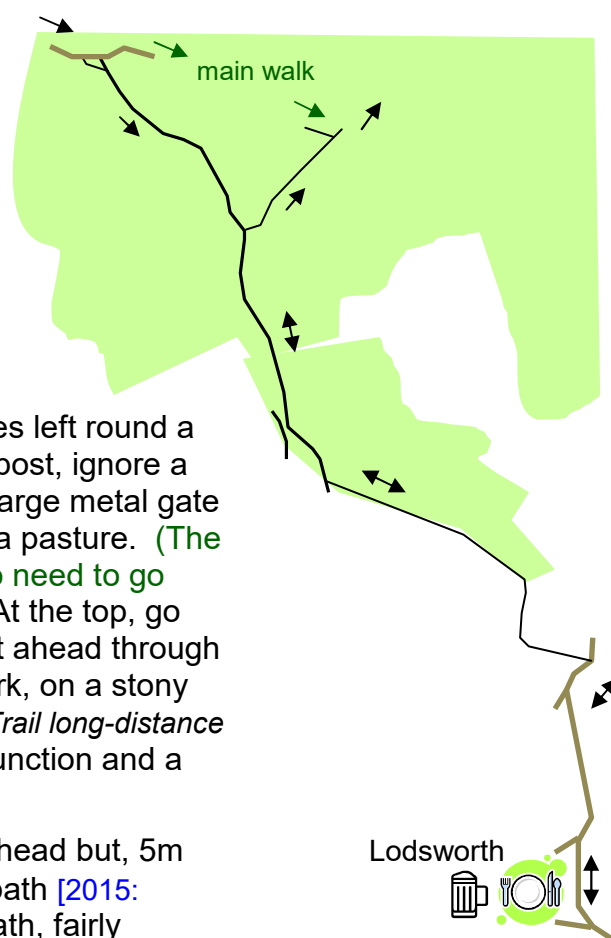 main walk
es left round a
post, ignore a
arge metal gate
a pasture. (The
need to go
At the top, go
t ahead through
rk, on a stony
Trail long-distance
unction and a
head but, 5m
Lodsworth
path [2015:
ath, fairly